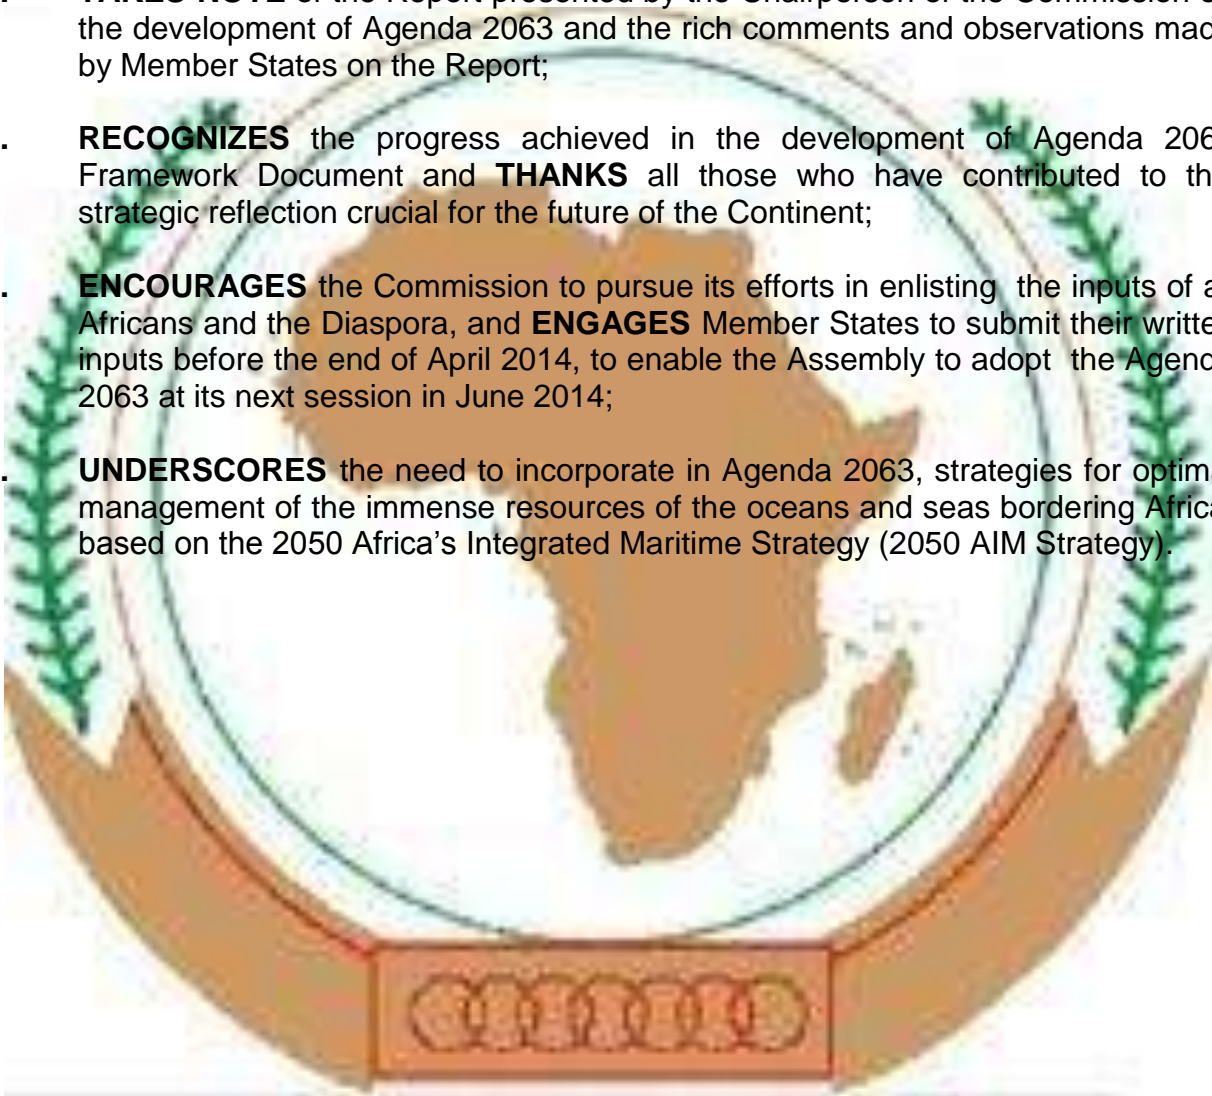 . TAKES NOTE of the Report presented by the Chairperson of the Commission
the development of Agenda 2063 and the rich comments and observations mad
by Member States on the Report;
. RECOGNIZES the progress achieved in the development of Agenda 206
Framework Document and THANKS all those who have contributed to th
strategic reflection crucial for the future of the Continent;
. ENCOURAGES the Commission to pursue its efforts in enlisting the inputs of a
Africans and the Diaspora, and ENGAGES Member States to submit their writte
inputs before the end of April 2014, to enable the Assembly to adopt the Agend
2063 at its next session in June 2014;
. UNDERSCORES the need to incorporate in Agenda 2063, strategies for optima
management of the immense resources of the oceans and seas bordering Africa
based on the 2050 Africa’s Integrated Maritime Strategy (2050 AIM Strategy).